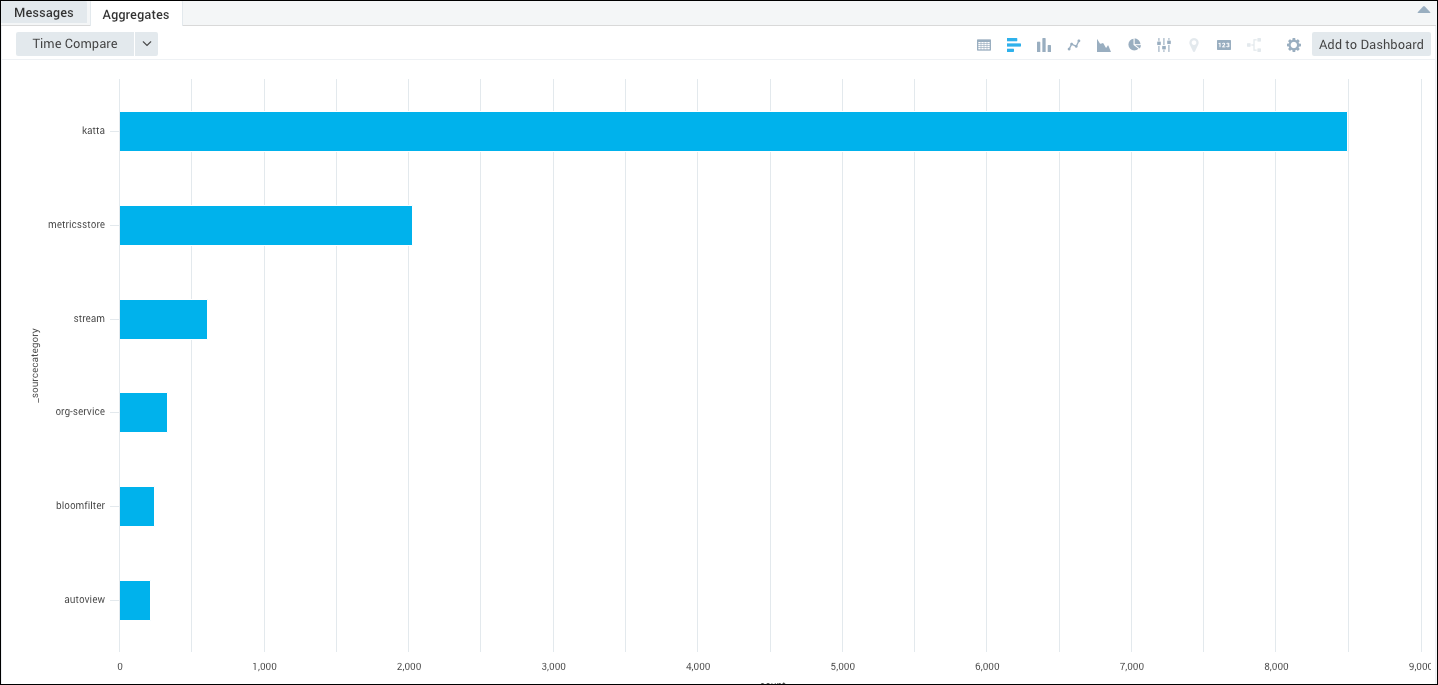 Messages
Aggregates
Time Compare
123
Add to Dashboard
katta
metricsstore
stream
org-service
bloomfilter
autoview
_sourcecategory
0
1,000
2,000
3,000
4,000
5,000
6,000
7,000
8,000
9,000